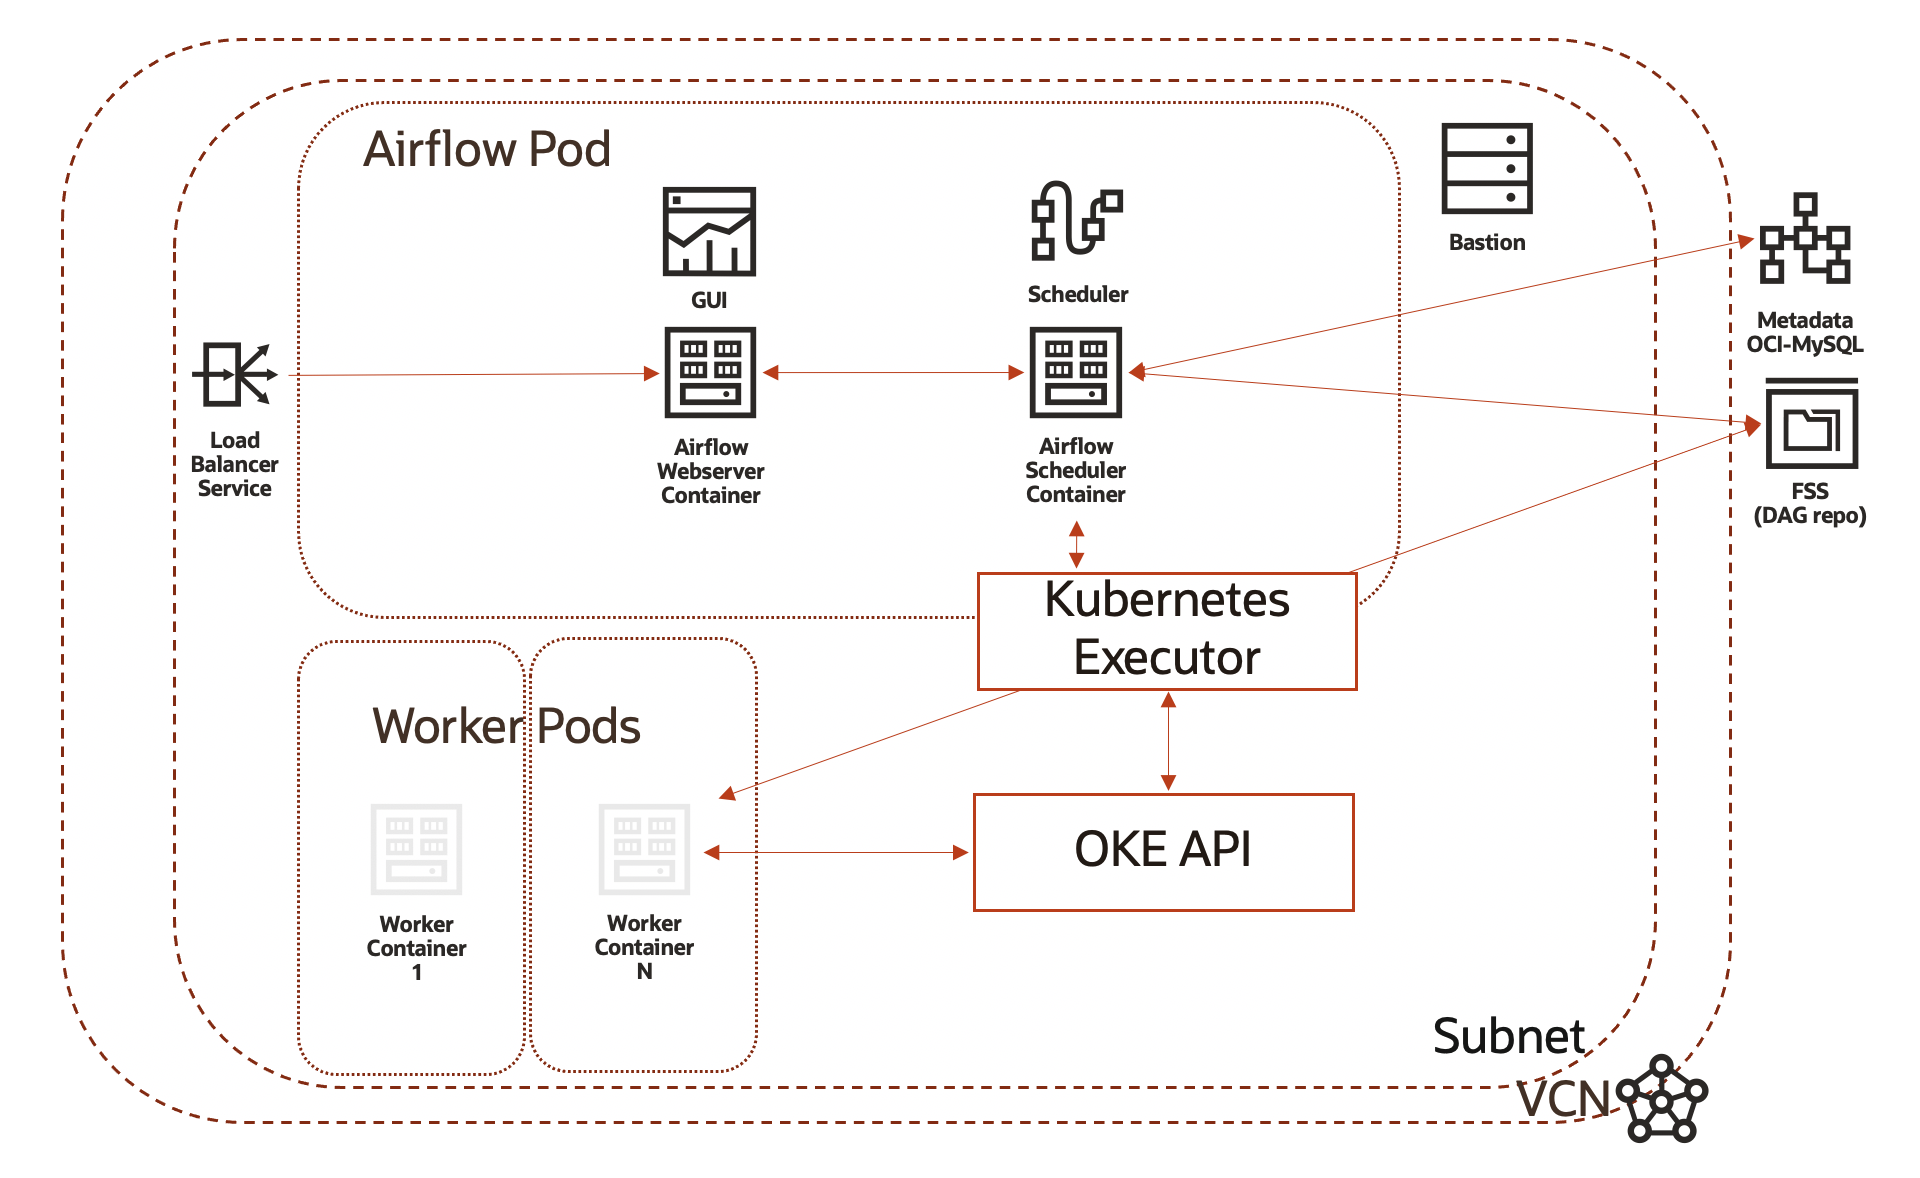 Airflow Pod
GUI
Scheduler
Bastion
Metadata
OCI-MySQL
Load
Balancer
Service
Airflow
Webserver
Container
Airflow
Scheduler
Container
FSS
(DAG repo)
Kubernetes
Executor
Worker Pods
OKE API
Worker
Container
1
Worker
Container
N
Subnet
VCN